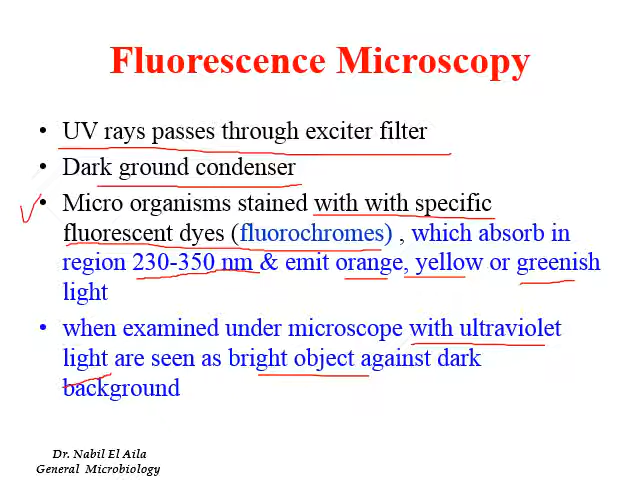 Fluorescence Microscopy
• UV rays passes through exciter filter
• Dark ground condenser
• Micro organisms stained with with specific
fluorescent dyes (fluorochromes) , which absorb in
region 230-350 nm & emit orange, yellow or greenish
light
• when examined under microscope with ultraviolet
light are seen as bright object against dark
background
Dr. Nabil El Aila
General Microbiology